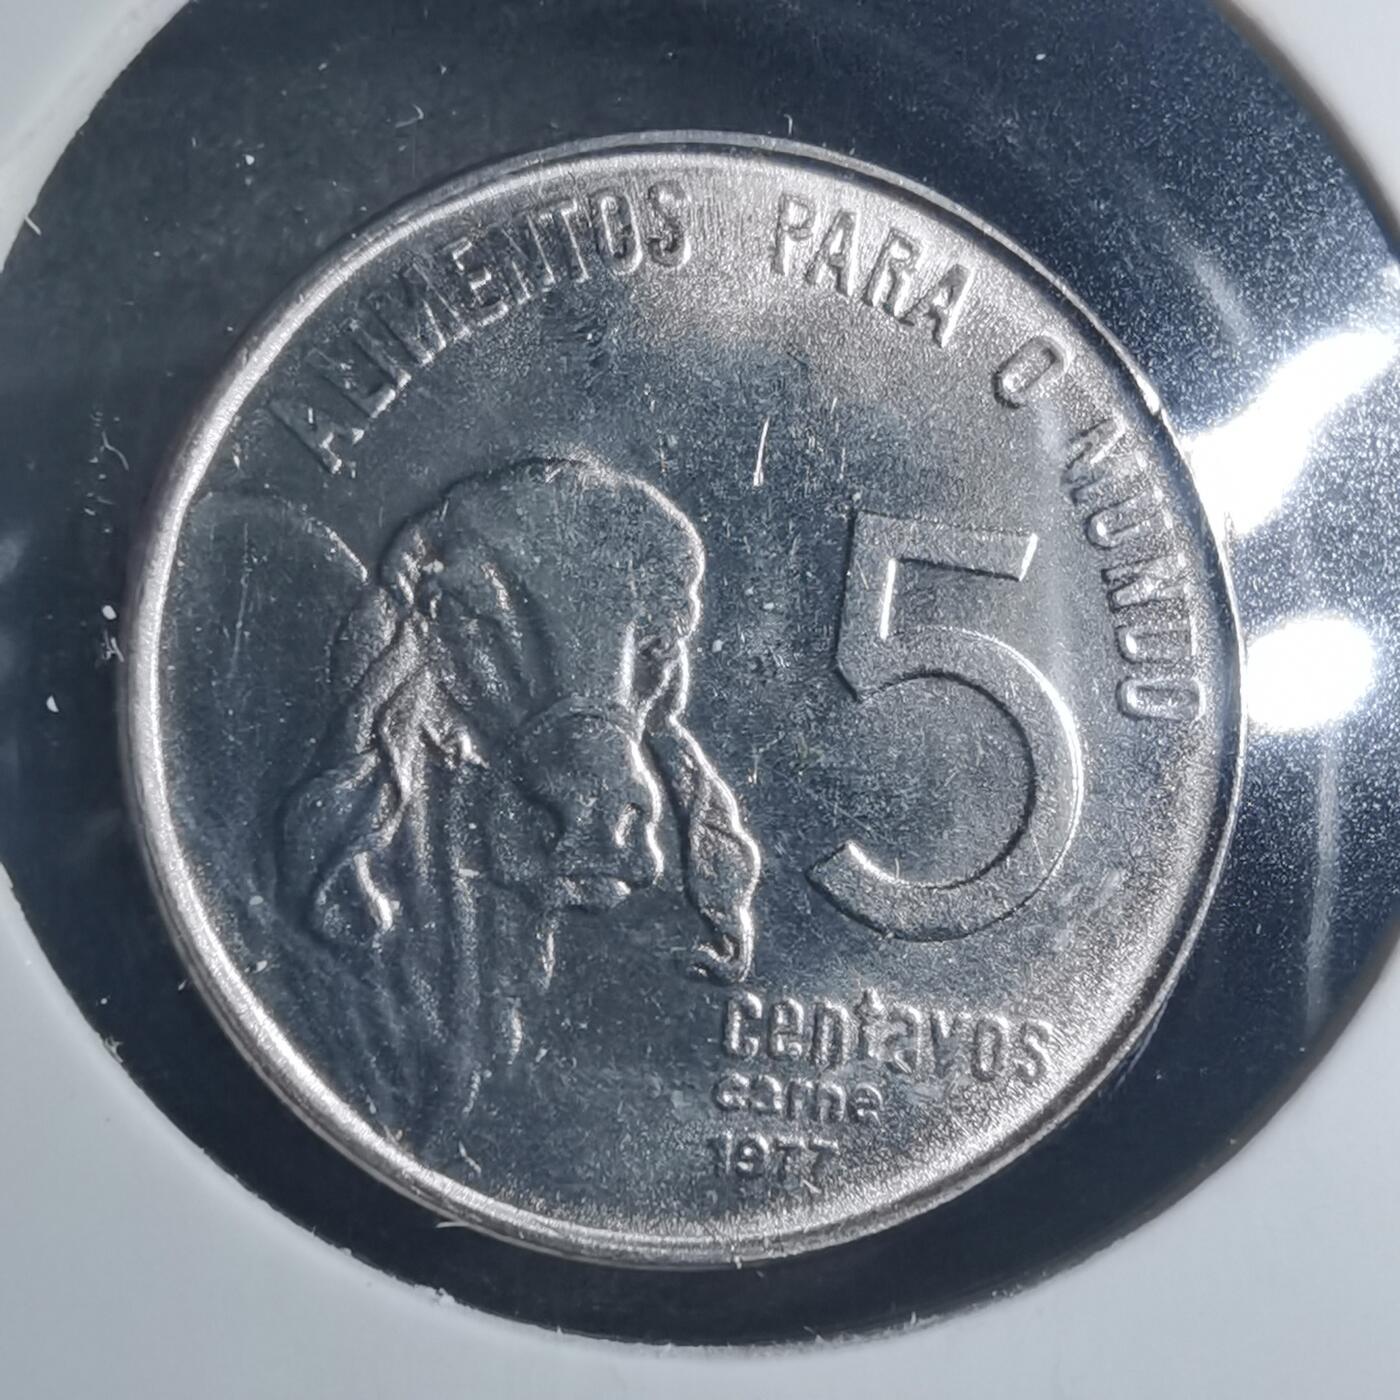 ALIMENTOS PARA O MUNDO
5
centavos
carne
1977